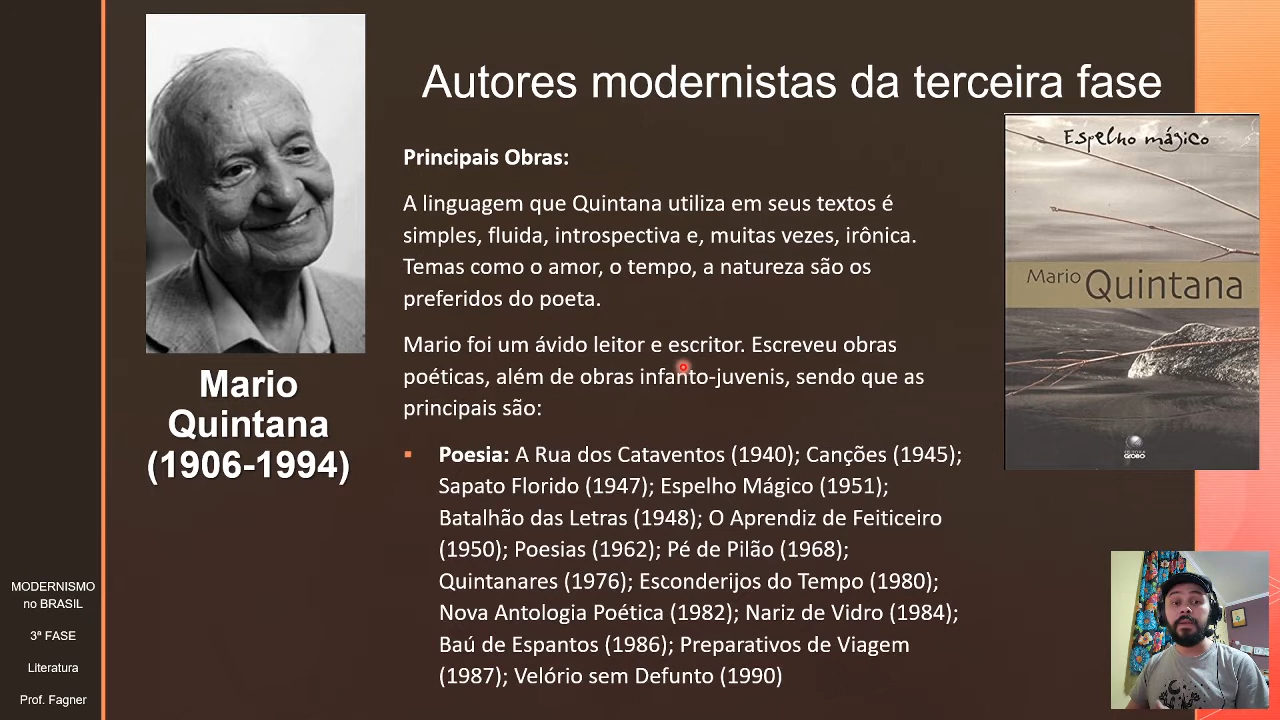 Autores modernistas da terceira fase
Principais Obras:
A linguagem que Quintana utiliza em seus textos é
simples, fluida, introspectiva e, muitas vezes, irônica.
Temas como o amor, o tempo, a natureza são os
preferidos do poeta.
Mario foi um ávido leitor e escritor. Escreveu obras
poéticas, além de obras infanto-juvenis, sendo que as
principais são:
▪ Poesia: A Rua dos Cataventos (1940); Canções (1945);
Sapato Florido (1947); Espelho Mágico (1951);
Batalhão das Letras (1948); O Aprendiz de Feiticeiro
(1950); Poesias (1962); Pé de Pilão (1968);
Quintanares (1976); Esconderijos do Tempo (1980);
Nova Antologia Poética (1982); Nariz de Vidro (1984);
Baú de Espantos (1986); Preparativos de Viagem
(1987); Velório sem Defunto (1990)
Mario
Quintana
(1906-1994)
Espelho mágico
Mario Quintana
EDITORA
GLOBO
MODERNISMO
no BRASIL
3ª FASE
Literatura
Prof. Fagner